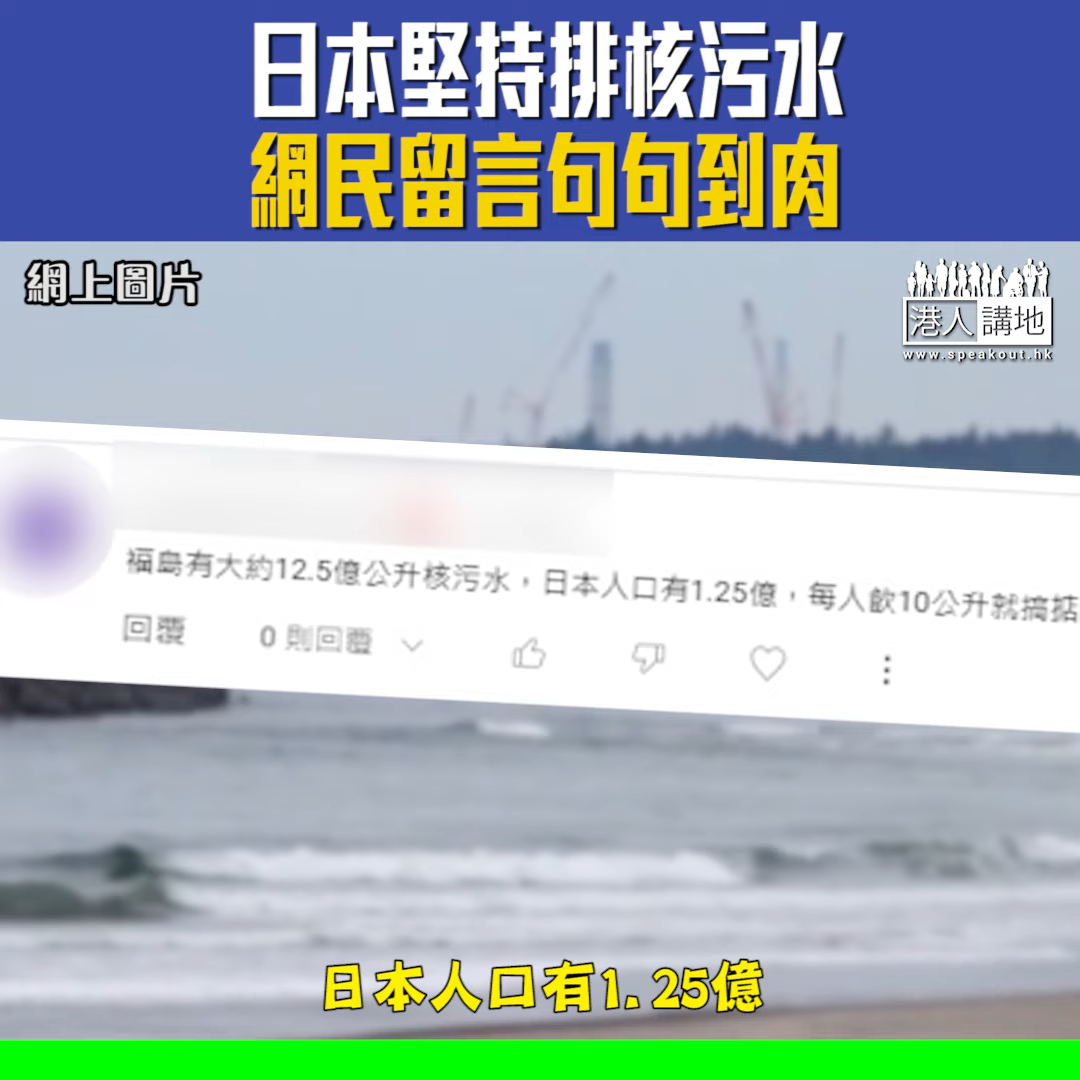 日本堅持排核污水
網民留言句句到肉
網上圖片
港人講地
www.speakout.hk
福島有大約12.5億公升核污水，日本人口有1.25億，每人飲10公升就搞掂
回覆
0 則回覆
日本人口有1.25億